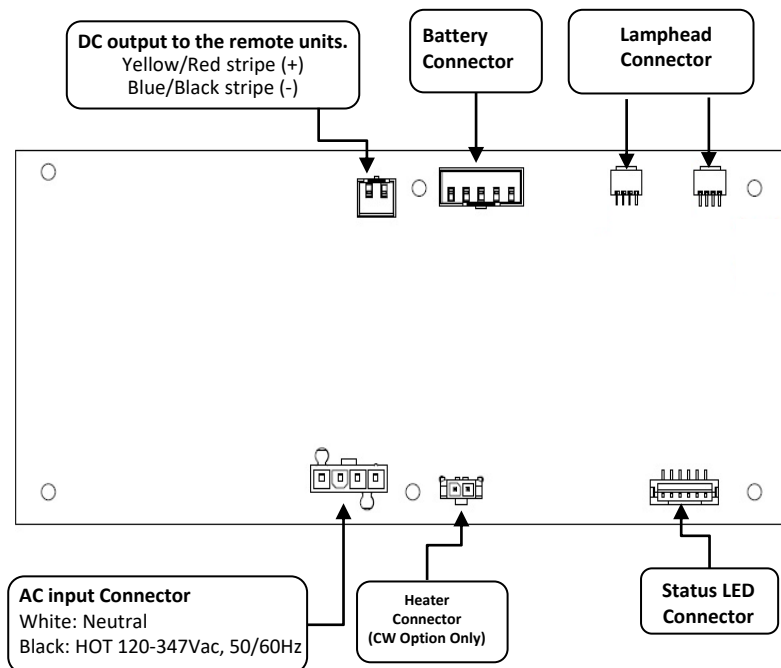 DC output to the remote units.
Yellow/Red stripe (+)
Blue/Black stripe (-)
Battery
Connector
Lamphead
Connector
AC input Connector
White: Neutral
Black: HOT 120-347Vac, 50/60Hz
Heater
Connector
(CW Option Only)
Status LED
Connector